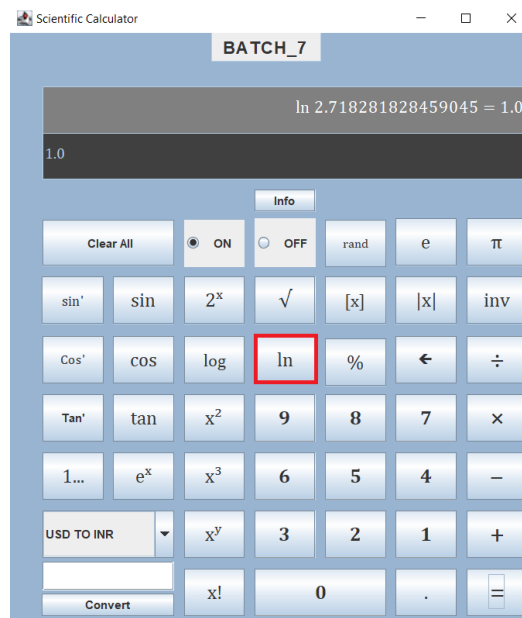 Scientific Calculator
BATCH_7
ln 2.718281828459045 = 1.0
1.0
Info
Clear All ON OFF rand e π
sin' sin 2ˣ √ [x] |x| inv
Cos' cos log ln % ÷
Tan' tan x² 9 8 7 ×
1... eˣ x³ 6 5 4 −
USD TO INR xʸ 3 2 1 +
x! 0 . =
Convert